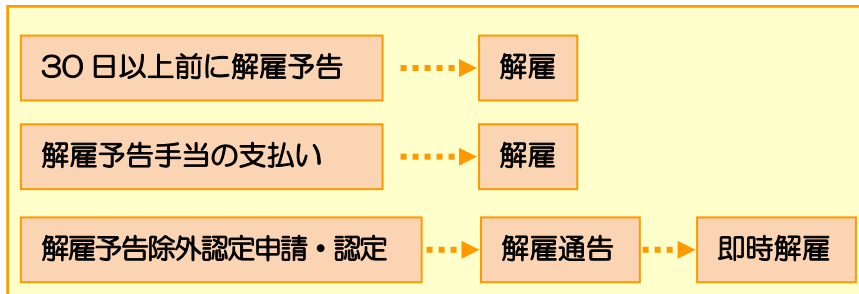 30日以上前に解雇予告
解雇
解雇予告手当の支払い
解雇
解雇予告除外認定申請・認定
解雇通告
即時解雇